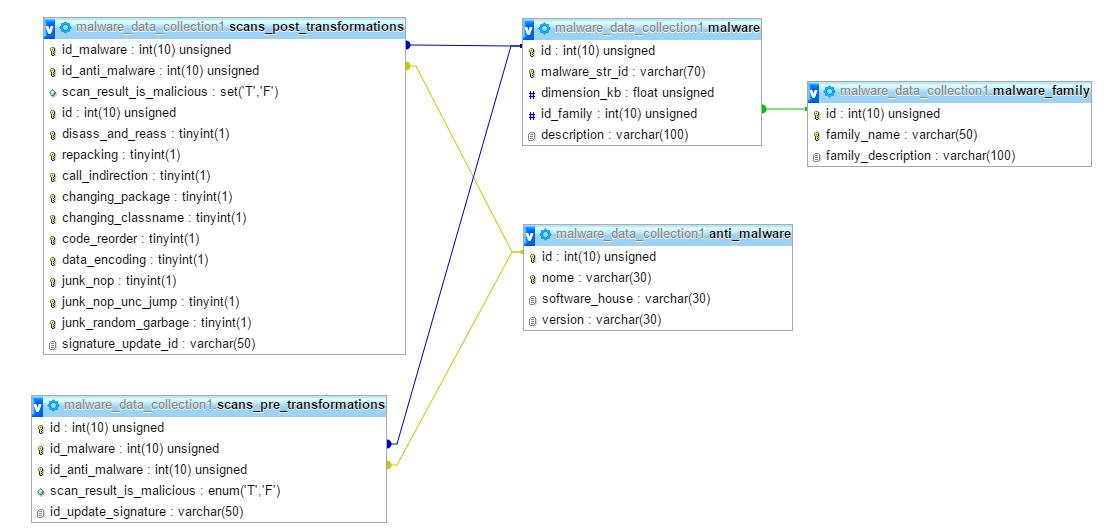 malware_data_collection1.scans_post_transformations
id_malware : int(10) unsigned
id_anti_malware : int(10) unsigned
scan_result_is_malicious : set('T','F')
id : int(10) unsigned
disass_and_reass : tinyint(1)
repacking : tinyint(1)
call_indirection : tinyint(1)
changing_package : tinyint(1)
changing_classname : tinyint(1)
code_reorder : tinyint(1)
data_encoding : tinyint(1)
junk_nop : tinyint(1)
junk_nop_unc_jump : tinyint(1)
junk_random_garbage : tinyint(1)
signature_update_id : varchar(50)
malware_data_collection1.malware
id : int(10) unsigned
malware_str_id : varchar(70)
# dimension_kb : float unsigned
# id_family : int(10) unsigned
description : varchar(100)
malware_data_collection1.malware_family
id : int(10) unsigned
family_name : varchar(50)
family_description : varchar(100)
malware_data_collection1.anti_malware
id : int(10) unsigned
nome : varchar(30)
software_house : varchar(30)
version : varchar(30)
malware_data_collection1.scans_pre_transformations
id : int(10) unsigned
id_malware : int(10) unsigned
id_anti_malware : int(10) unsigned
scan_result_is_malicious : enum('T','F')
id_update_signature : varchar(50)